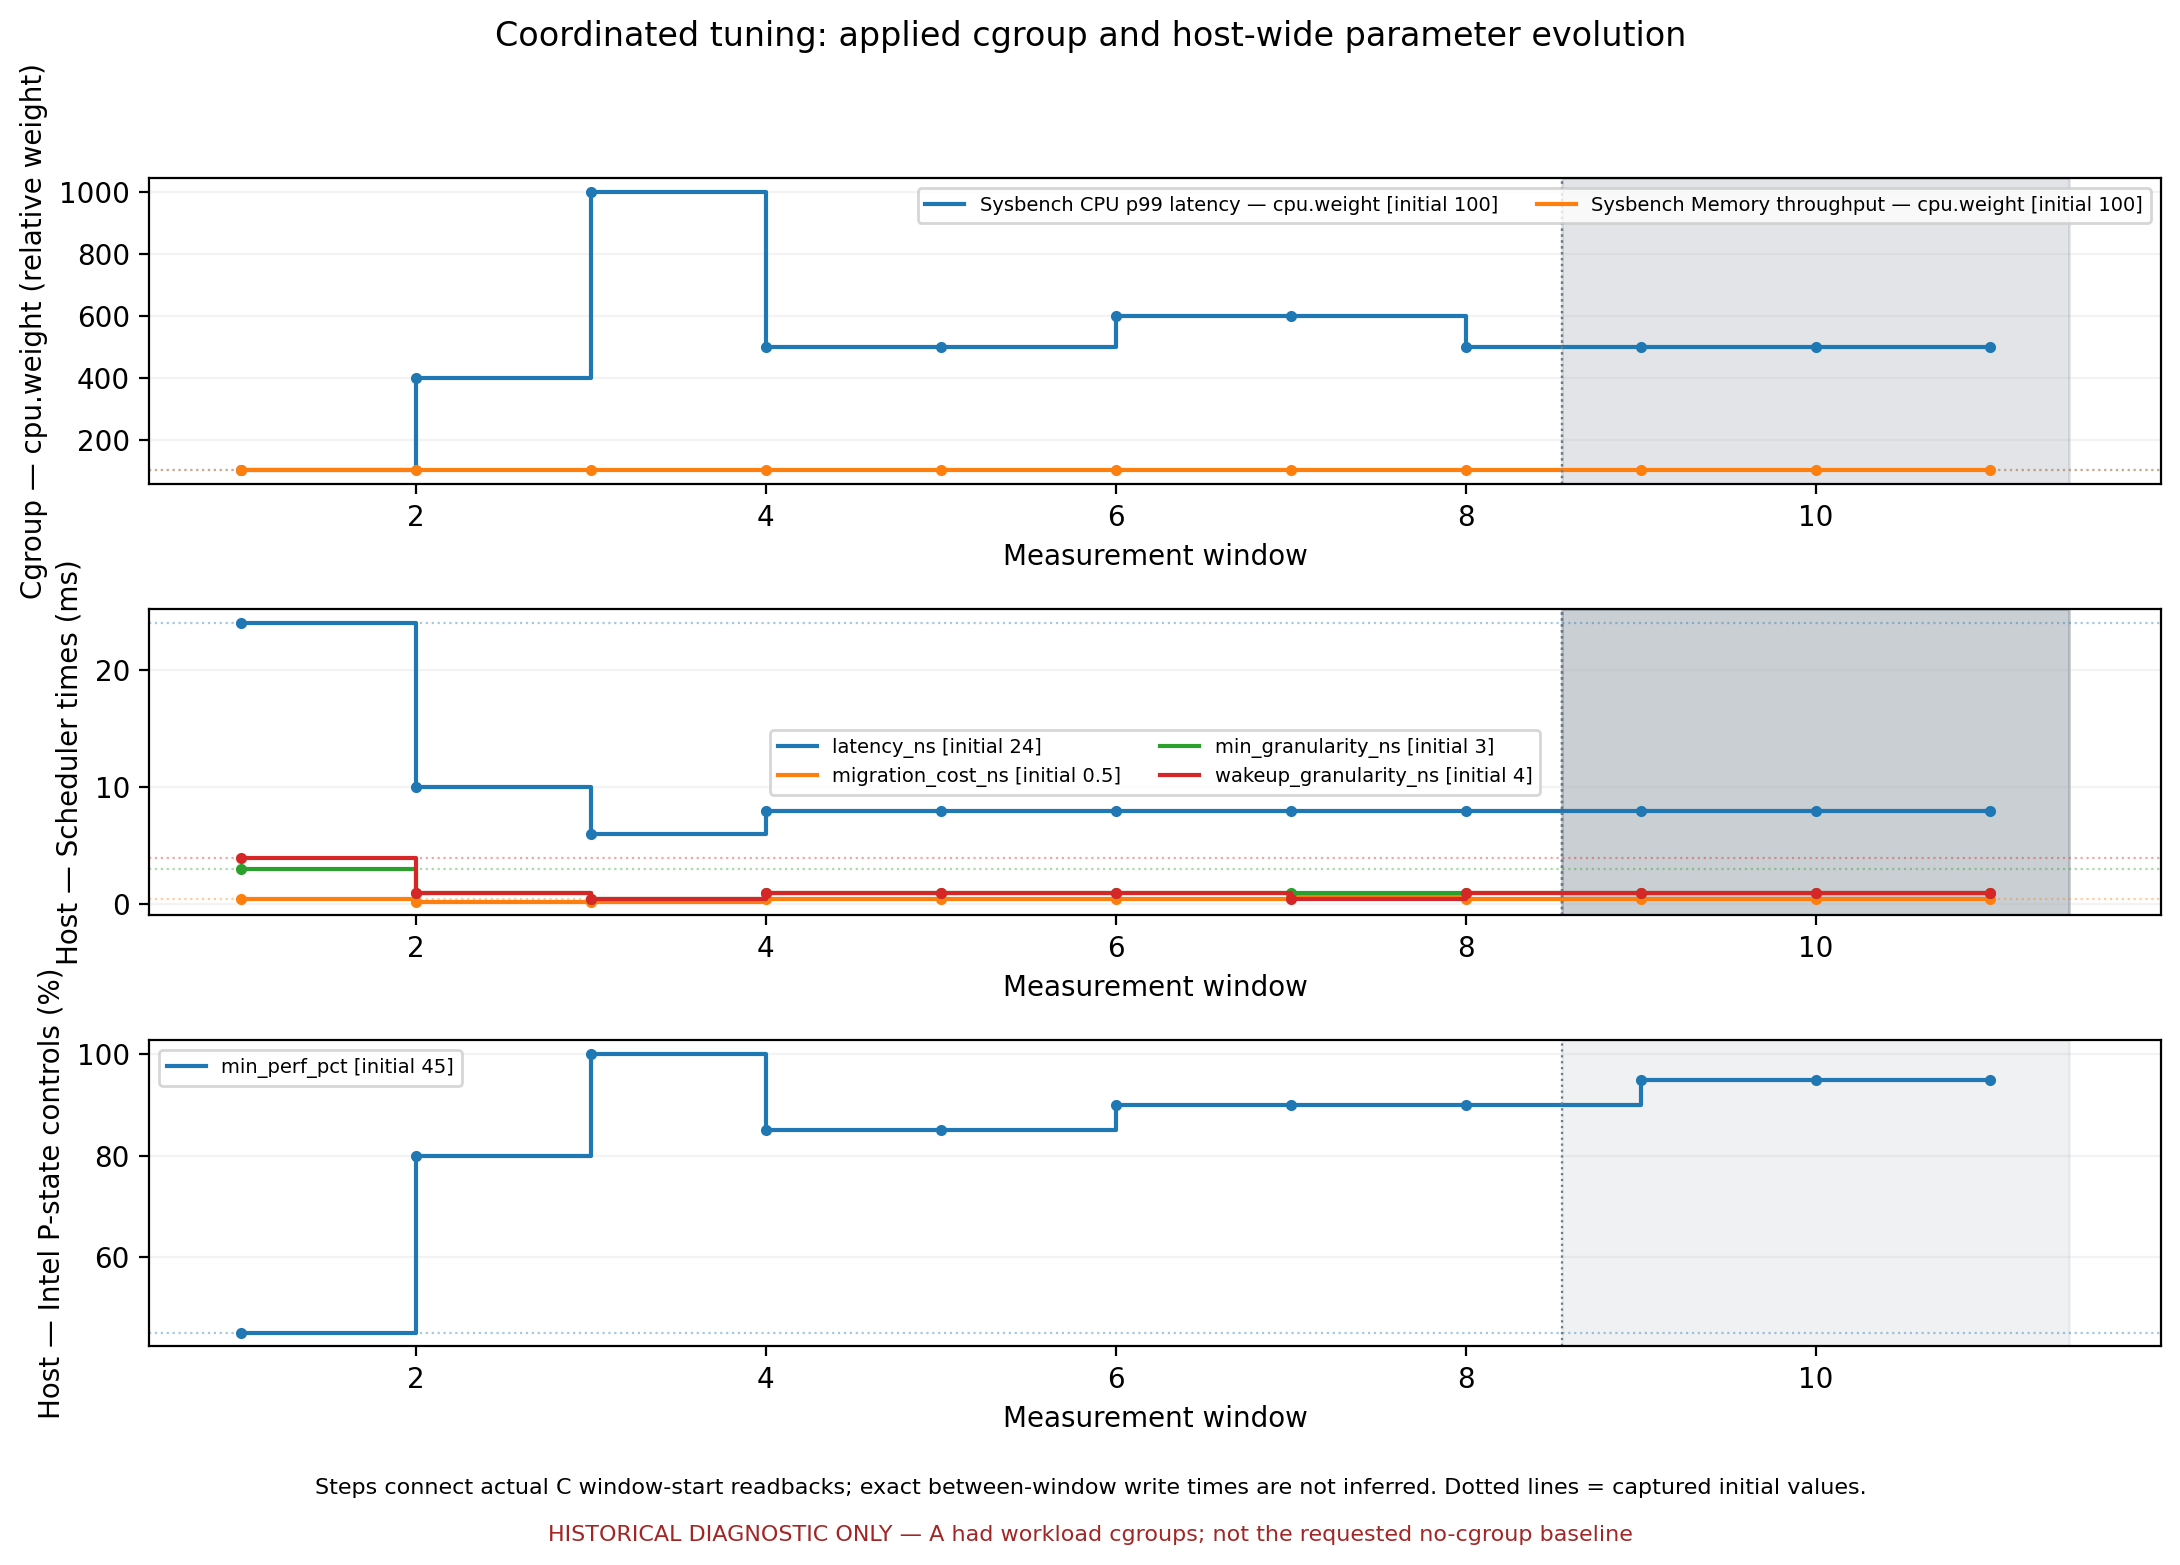 Coordinated tuning: applied cgroup and host-wide parameter evolution
Cgroup — cpu.weight (relative weight)
1000
800
600
400
200
Sysbench CPU p99 latency — cpu.weight [initial 100]
Sysbench Memory throughput — cpu.weight [initial 100]
2
4
6
8
10
Measurement window
Host — Scheduler times (ms)
20
10
0
latency_ns [initial 24]
migration_cost_ns [initial 0.5]
min_granularity_ns [initial 3]
wakeup_granularity_ns [initial 4]
2
4
6
8
10
Measurement window
Host — Intel P-state controls (%)
100
80
60
min_perf_pct [initial 45]
2
4
6
8
10
Measurement window
Steps connect actual C window-start readbacks; exact between-window write times are not inferred. Dotted lines = captured initial values.
HISTORICAL DIAGNOSTIC ONLY — A had workload cgroups; not the requested no-cgroup baseline